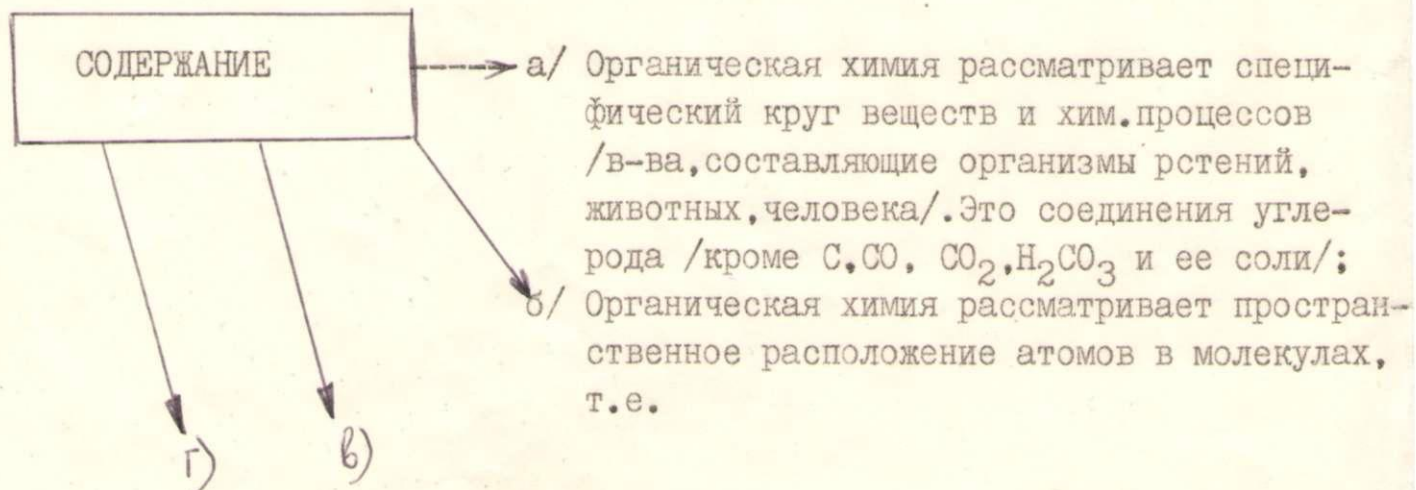 СОДЕРЖАНИЕ
а/ Органическая химия рассматривает специ-
фический круг веществ и хим.процессов
/в-ва,составляющие организмы рстений,
животных,человека/.Это соединения угле-
рода /кроме С,СО, СО₂,Н₂СО₃ и ее соли/;
б/ Органическая химия рассматривает простран-
ственное расположение атомов в молекулах,
т.е.
г) в)